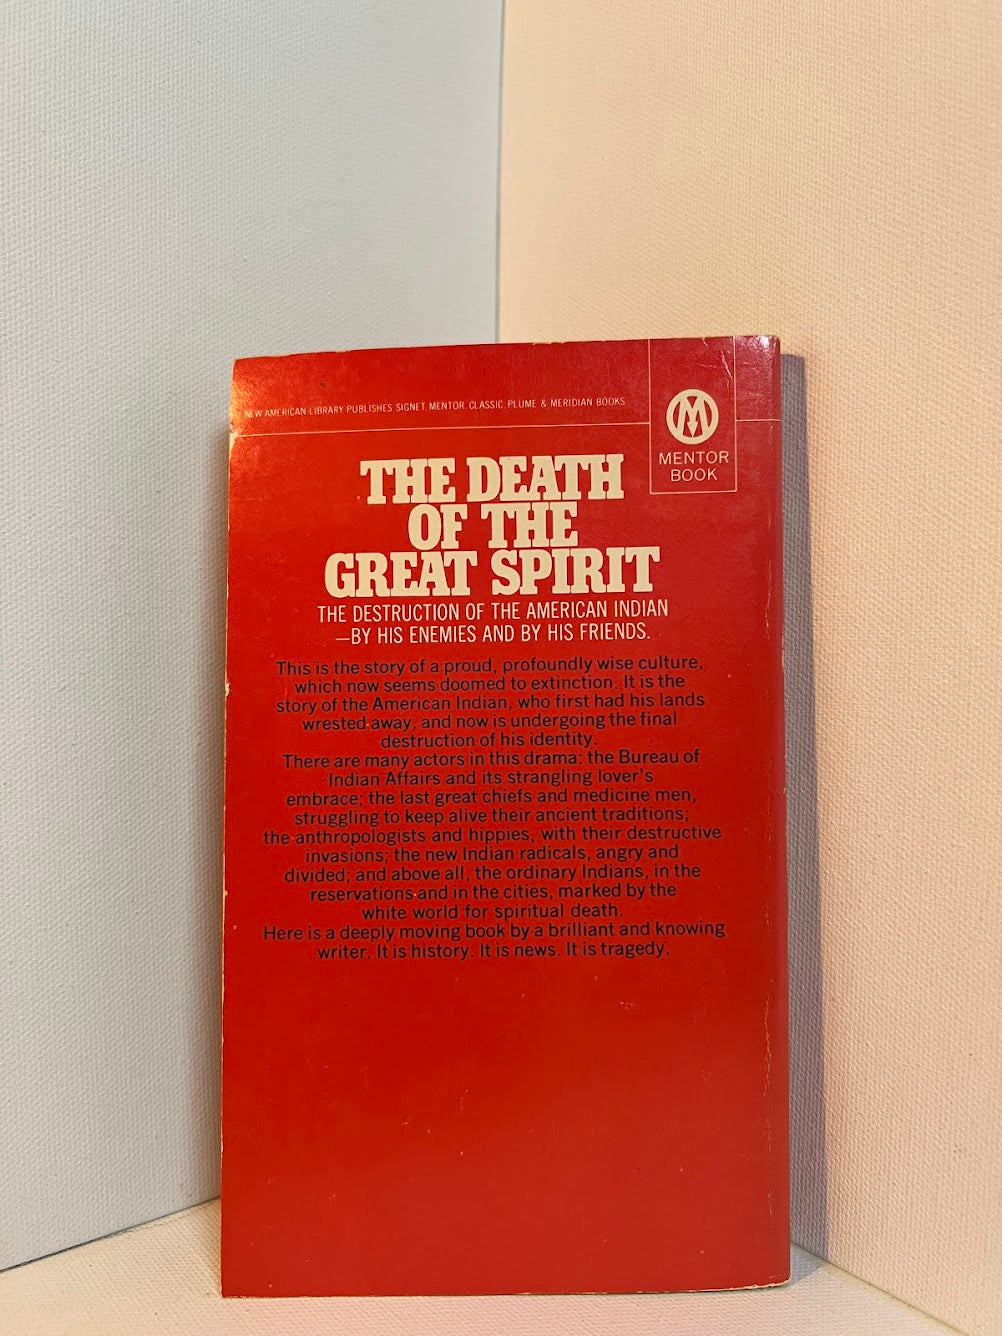 NEW AMERICAN LIBRARY PUBLISHES SIGNET, MENTOR, CLASSIC, PLUME & MERIDIAN BOOKS
M
MENTOR
BOOK
THE DEATH
OF THE
GREAT SPIRIT
THE DESTRUCTION OF THE AMERICAN INDIAN
—BY HIS ENEMIES AND BY HIS FRIENDS.
This is the story of a proud, profoundly wise culture,
which now seems doomed to extinction. It is the
story of the American Indian, who first had his lands
wrested away, and now is undergoing the final
destruction of his identity.
There are many actors in this drama: the Bureau of
Indian Affairs and its strangling lover's
embrace; the last great chiefs and medicine men,
struggling to keep alive their ancient traditions;
the anthropologists and hippies, with their destructive
invasions; the new Indian radicals, angry and
divided; and above all, the ordinary Indians, in the
reservations and in the cities, marked by the
white world for spiritual death.
Here is a deeply moving book by a brilliant and knowing
writer. It is history. It is news. It is tragedy.